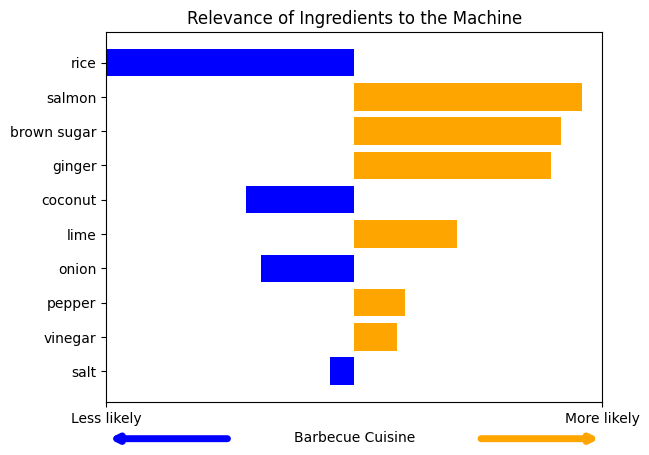 Relevance of Ingredients to the Machine
rice
salmon
brown sugar
ginger
coconut
lime
onion
pepper
vinegar
salt
Less likely
More likely
Barbecue Cuisine